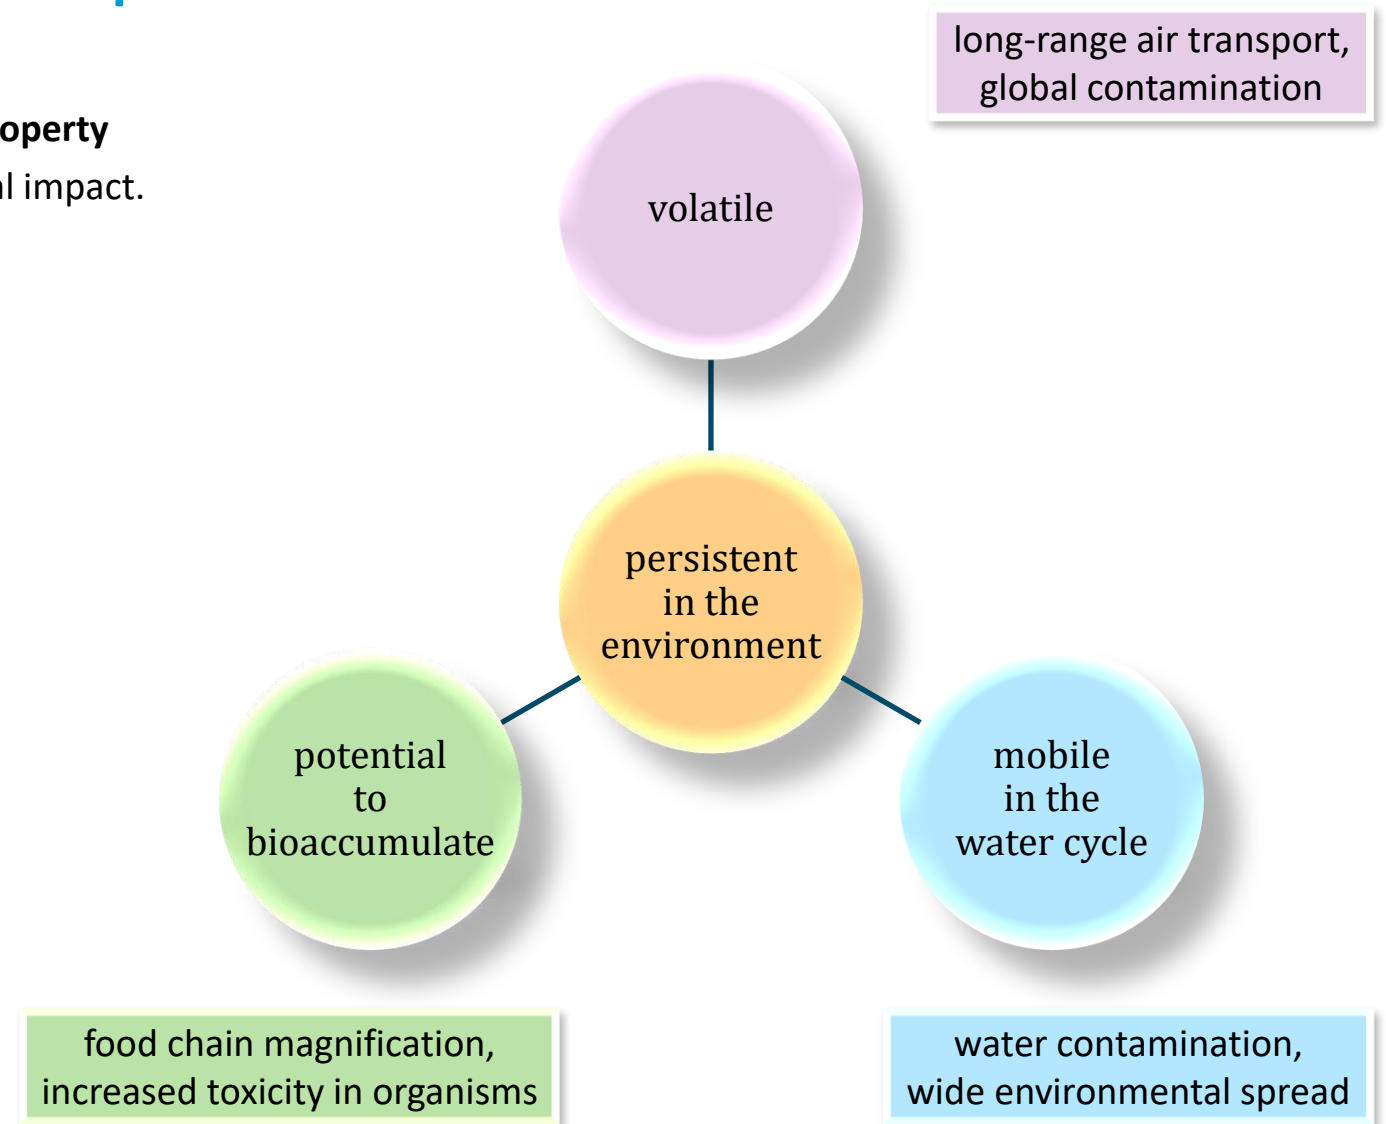 long-range air transport,
global contamination
operty
al impact.
volatile
persistent
in the
environment
potential
to
bioaccumulate
mobile
in the
water cycle
food chain magnification,
increased toxicity in organisms
water contamination,
wide environmental spread